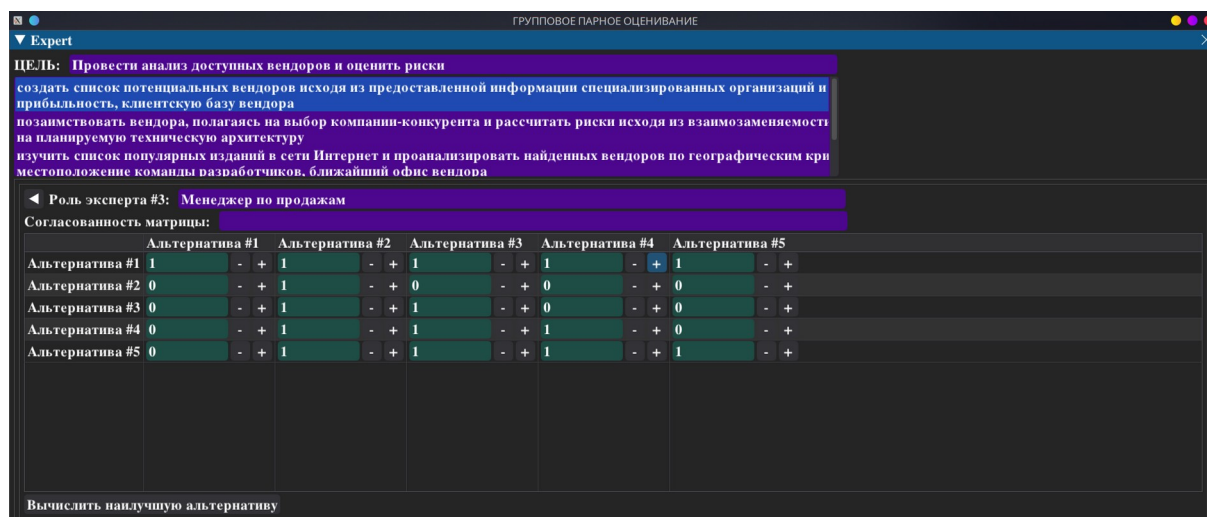 ГРУППОВОЕ ПАРНОЕ ОЦЕНИВАНИЕ
Expert
ЦЕЛЬ: Провести анализ доступных вендоров и оценить риски
создать список потенциальных вендоров исходя из предоставленной информации специализированных организаций и
прибыльность, клиентскую базу вендора
позаимствовать вендора, полагаясь на выбор компании-конкурента и рассчитать риски исходя из взаимозаменяемости
на планируемую техническую архитектуру
изучить список популярных изданий в сети Интернет и проанализировать найденных вендоров по географическим кри
местоположение команды разработчиков, ближайший офис вендора
Роль эксперта #3: Менеджер по продажам
Согласованность матрицы:
Альтернатива #1 Альтернатива #2 Альтернатива #3 Альтернатива #4 Альтернатива #5
Альтернатива #1 1 - + 1 - + 1 - + 1 - + 1 - +
Альтернатива #2 0 - + 1 - + 0 - + 0 - + 0 - +
Альтернатива #3 0 - + 1 - + 1 - + 0 - + 0 - +
Альтернатива #4 0 - + 1 - + 1 - + 1 - + 0 - +
Альтернатива #5 0 - + 1 - + 1 - + 1 - + 1 - +
Вычислить наилучшую альтернативу